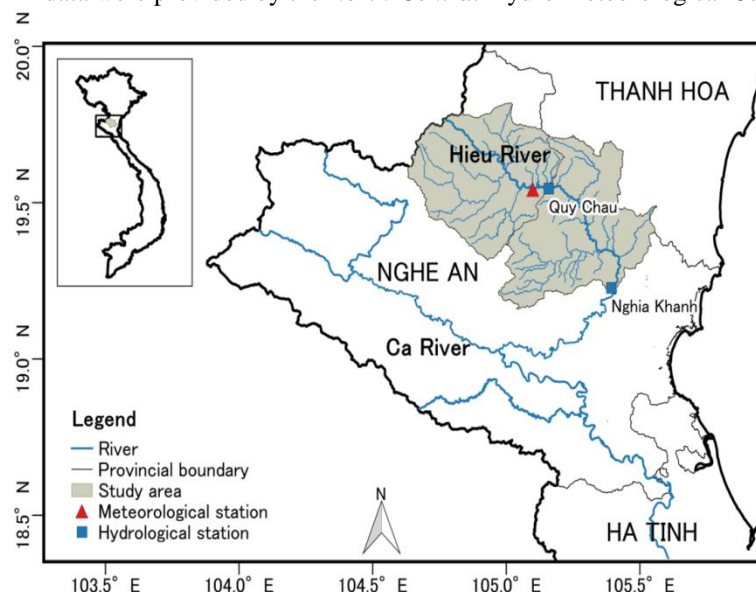 20.0° N
THANH HOA
Hieu River
19.5° N
Quy Chau
NGHE AN
Nghia Khanh
19.0° N
Ca River
Legend
River
Provincial boundary
Study area
Meteorological station
Hydrological station
N
18.5° N
HA TINH
103.5° E 104.0° E 104.5° E 105.0° E 105.5° E